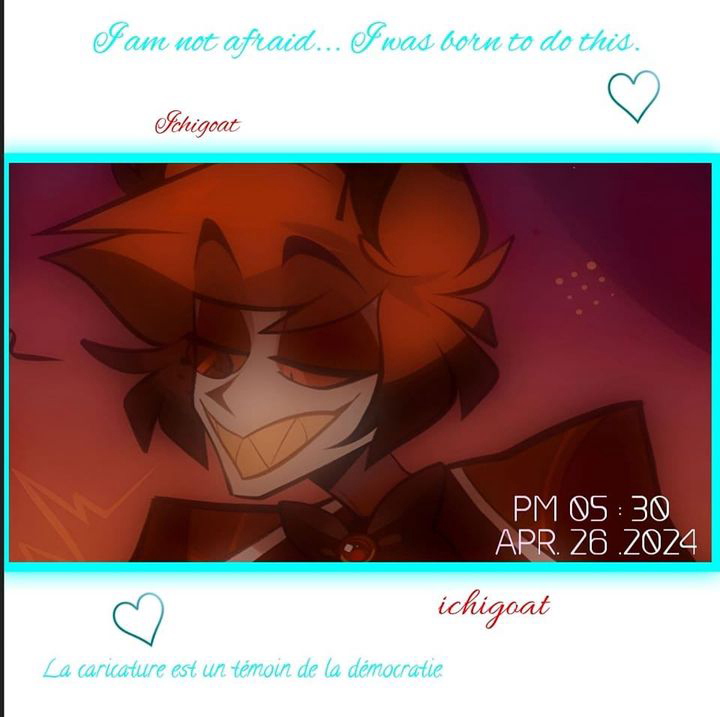 I am not afraid... I was born to do this.
Ichigoat
PM 05 : 30
APR. 26 .2024
ichigoat
La caricature est un témoin de la démocratie.